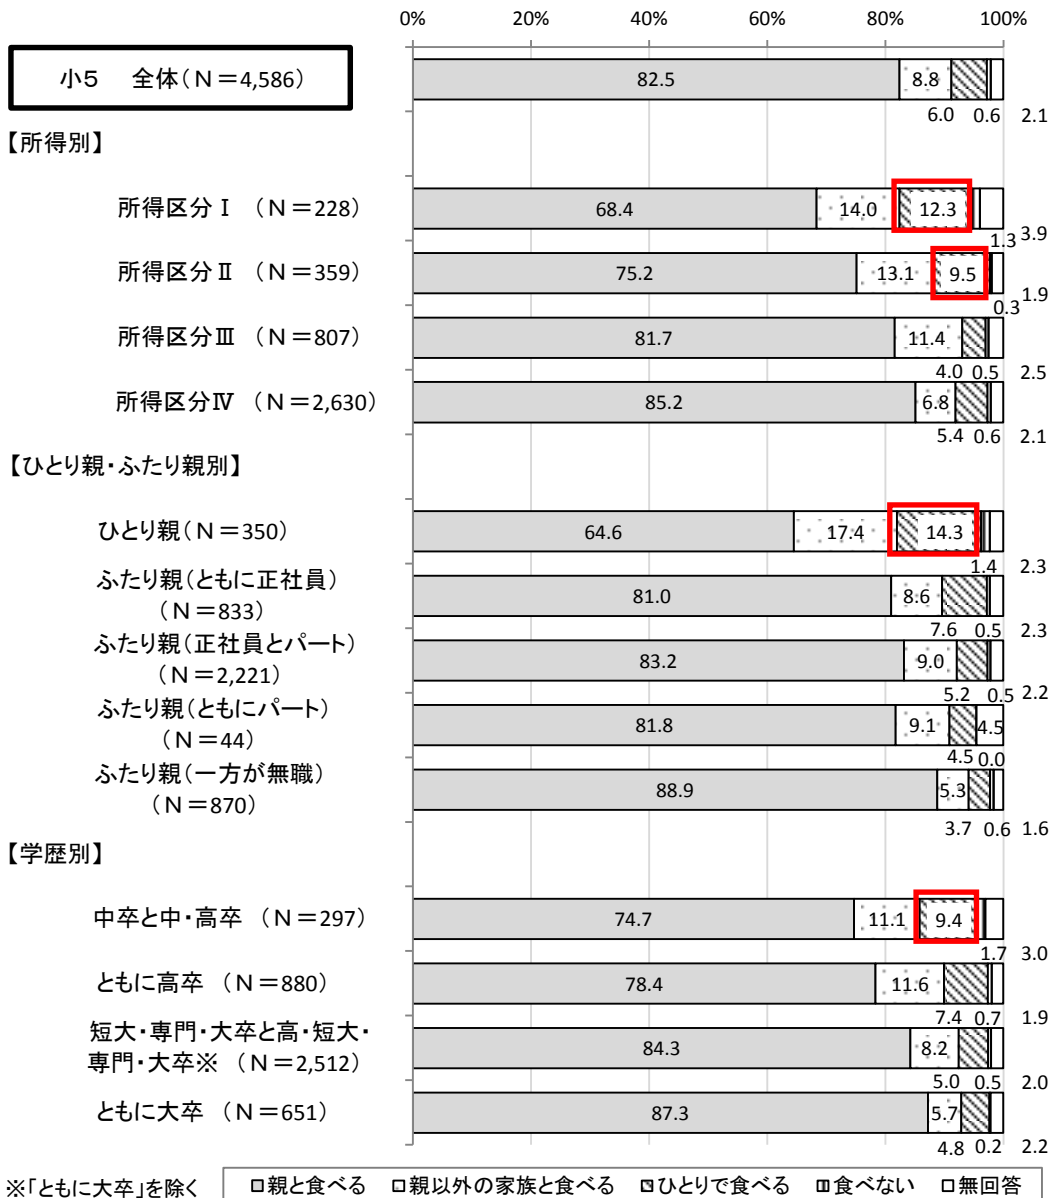 0% 20% 40% 60% 80% 100%
小5 全体(N=4,586)
82.5 8.8
6.0 0.6 2.1
【所得別】
所得区分Ⅰ (N=228)
68.4 14.0 12.3
1.3 3.9
所得区分Ⅱ (N=359)
75.2 13.1 9.5
0.3 1.9
所得区分Ⅲ (N=807)
81.7 11.4
4.0 0.5 2.5
所得区分Ⅳ (N=2,630)
85.2 6.8
5.4 0.6 2.1
【ひとり親・ふたり親別】
ひとり親(N=350)
64.6 17.4 14.3
1.4 2.3
ふたり親(ともに正社員)
(N=833)
81.0 8.6
7.6 0.5 2.3
ふたり親(正社員とパート)
(N=2,221)
83.2 9.0
5.2 0.5 2.2
ふたり親(ともにパート)
(N=44)
81.8 9.1 4.5
4.5 0.0
ふたり親(一方が無職)
(N=870)
88.9 5.3
3.7 0.6 1.6
【学歴別】
中卒と中・高卒 (N=297)
74.7 11.1 9.4
1.7 3.0
ともに高卒 (N=880)
78.4 11.6
7.4 0.7 1.9
短大・専門・大卒と高・短大・
専門・大卒※ (N=2,512)
84.3 8.2
5.0 0.5 2.0
ともに大卒 (N=651)
87.3 5.7
4.8 0.2 2.2
※「ともに大卒」を除く
親と食べる 親以外の家族と食べる ひとりで食べる 食べない 無回答